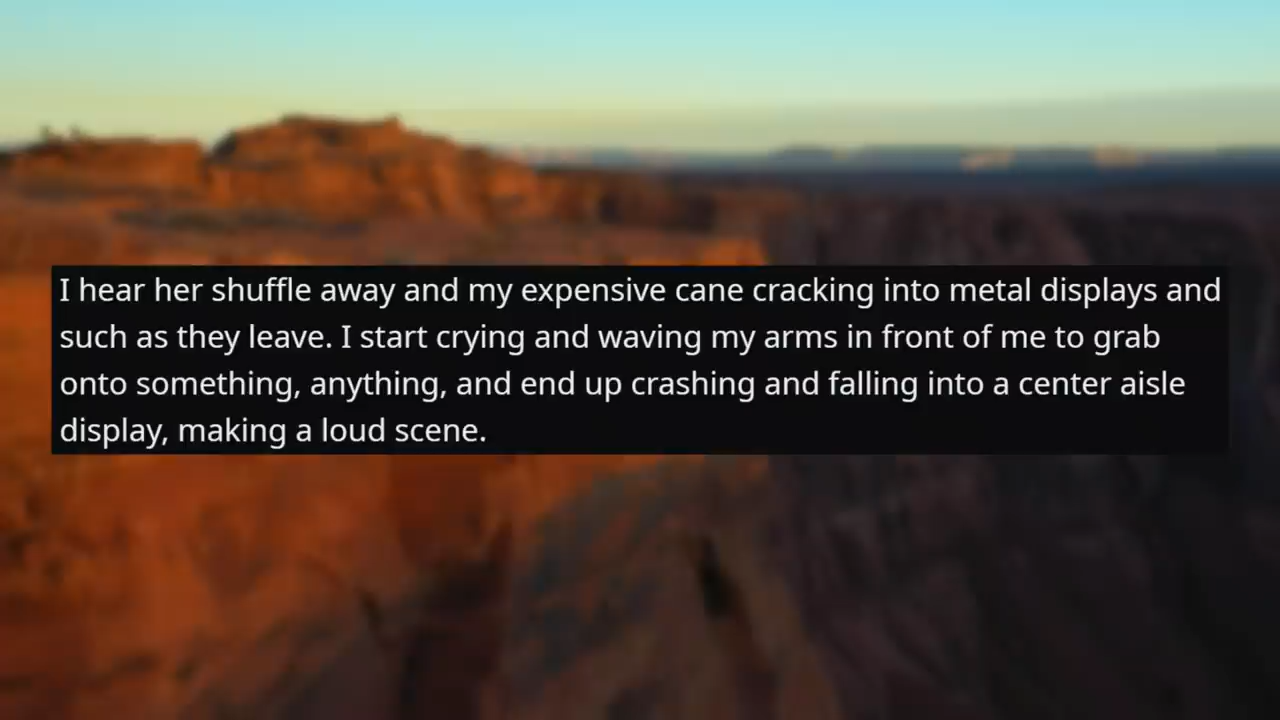 I hear her shuffle away and my expensive cane cracking into metal displays and
such as they leave. I start crying and waving my arms in front of me to grab
onto something, anything, and end up crashing and falling into a center aisle
display, making a loud scene.